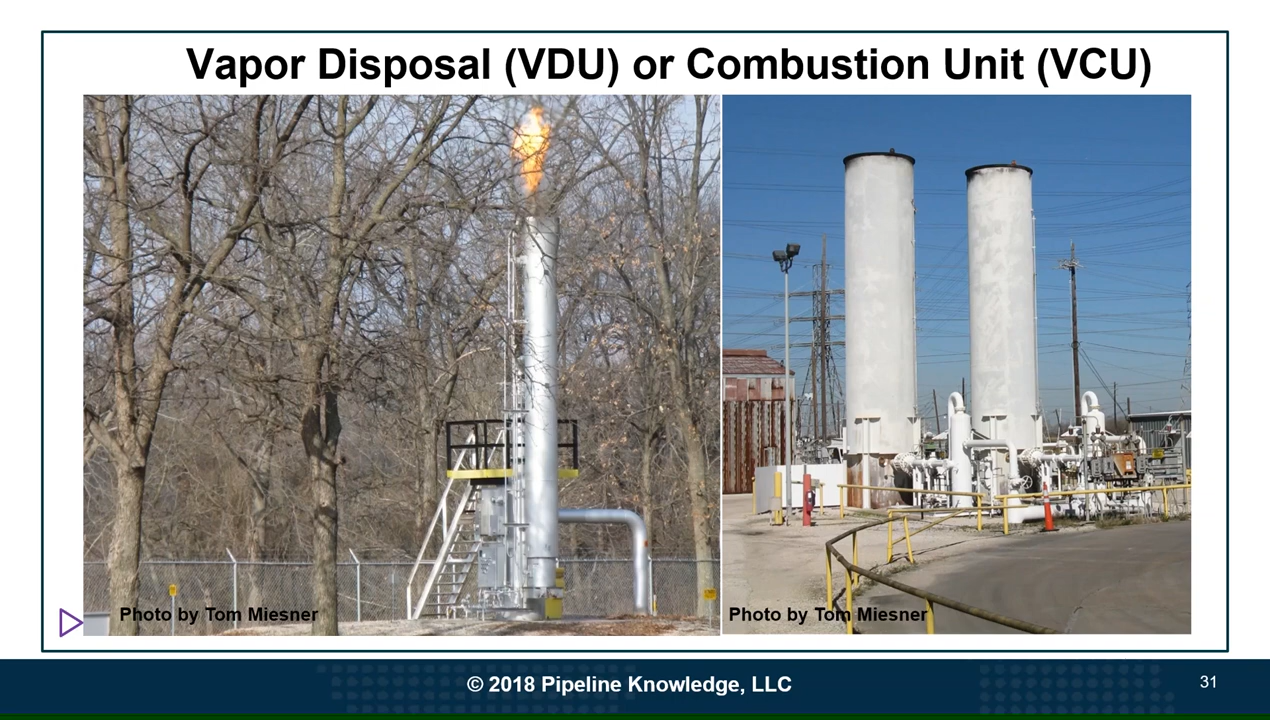 Vapor Disposal (VDU) or Combustion Unit (VCU)
Photo by Tom Miesner
Photo by Tom Miesner
© 2018 Pipeline Knowledge, LLC
31